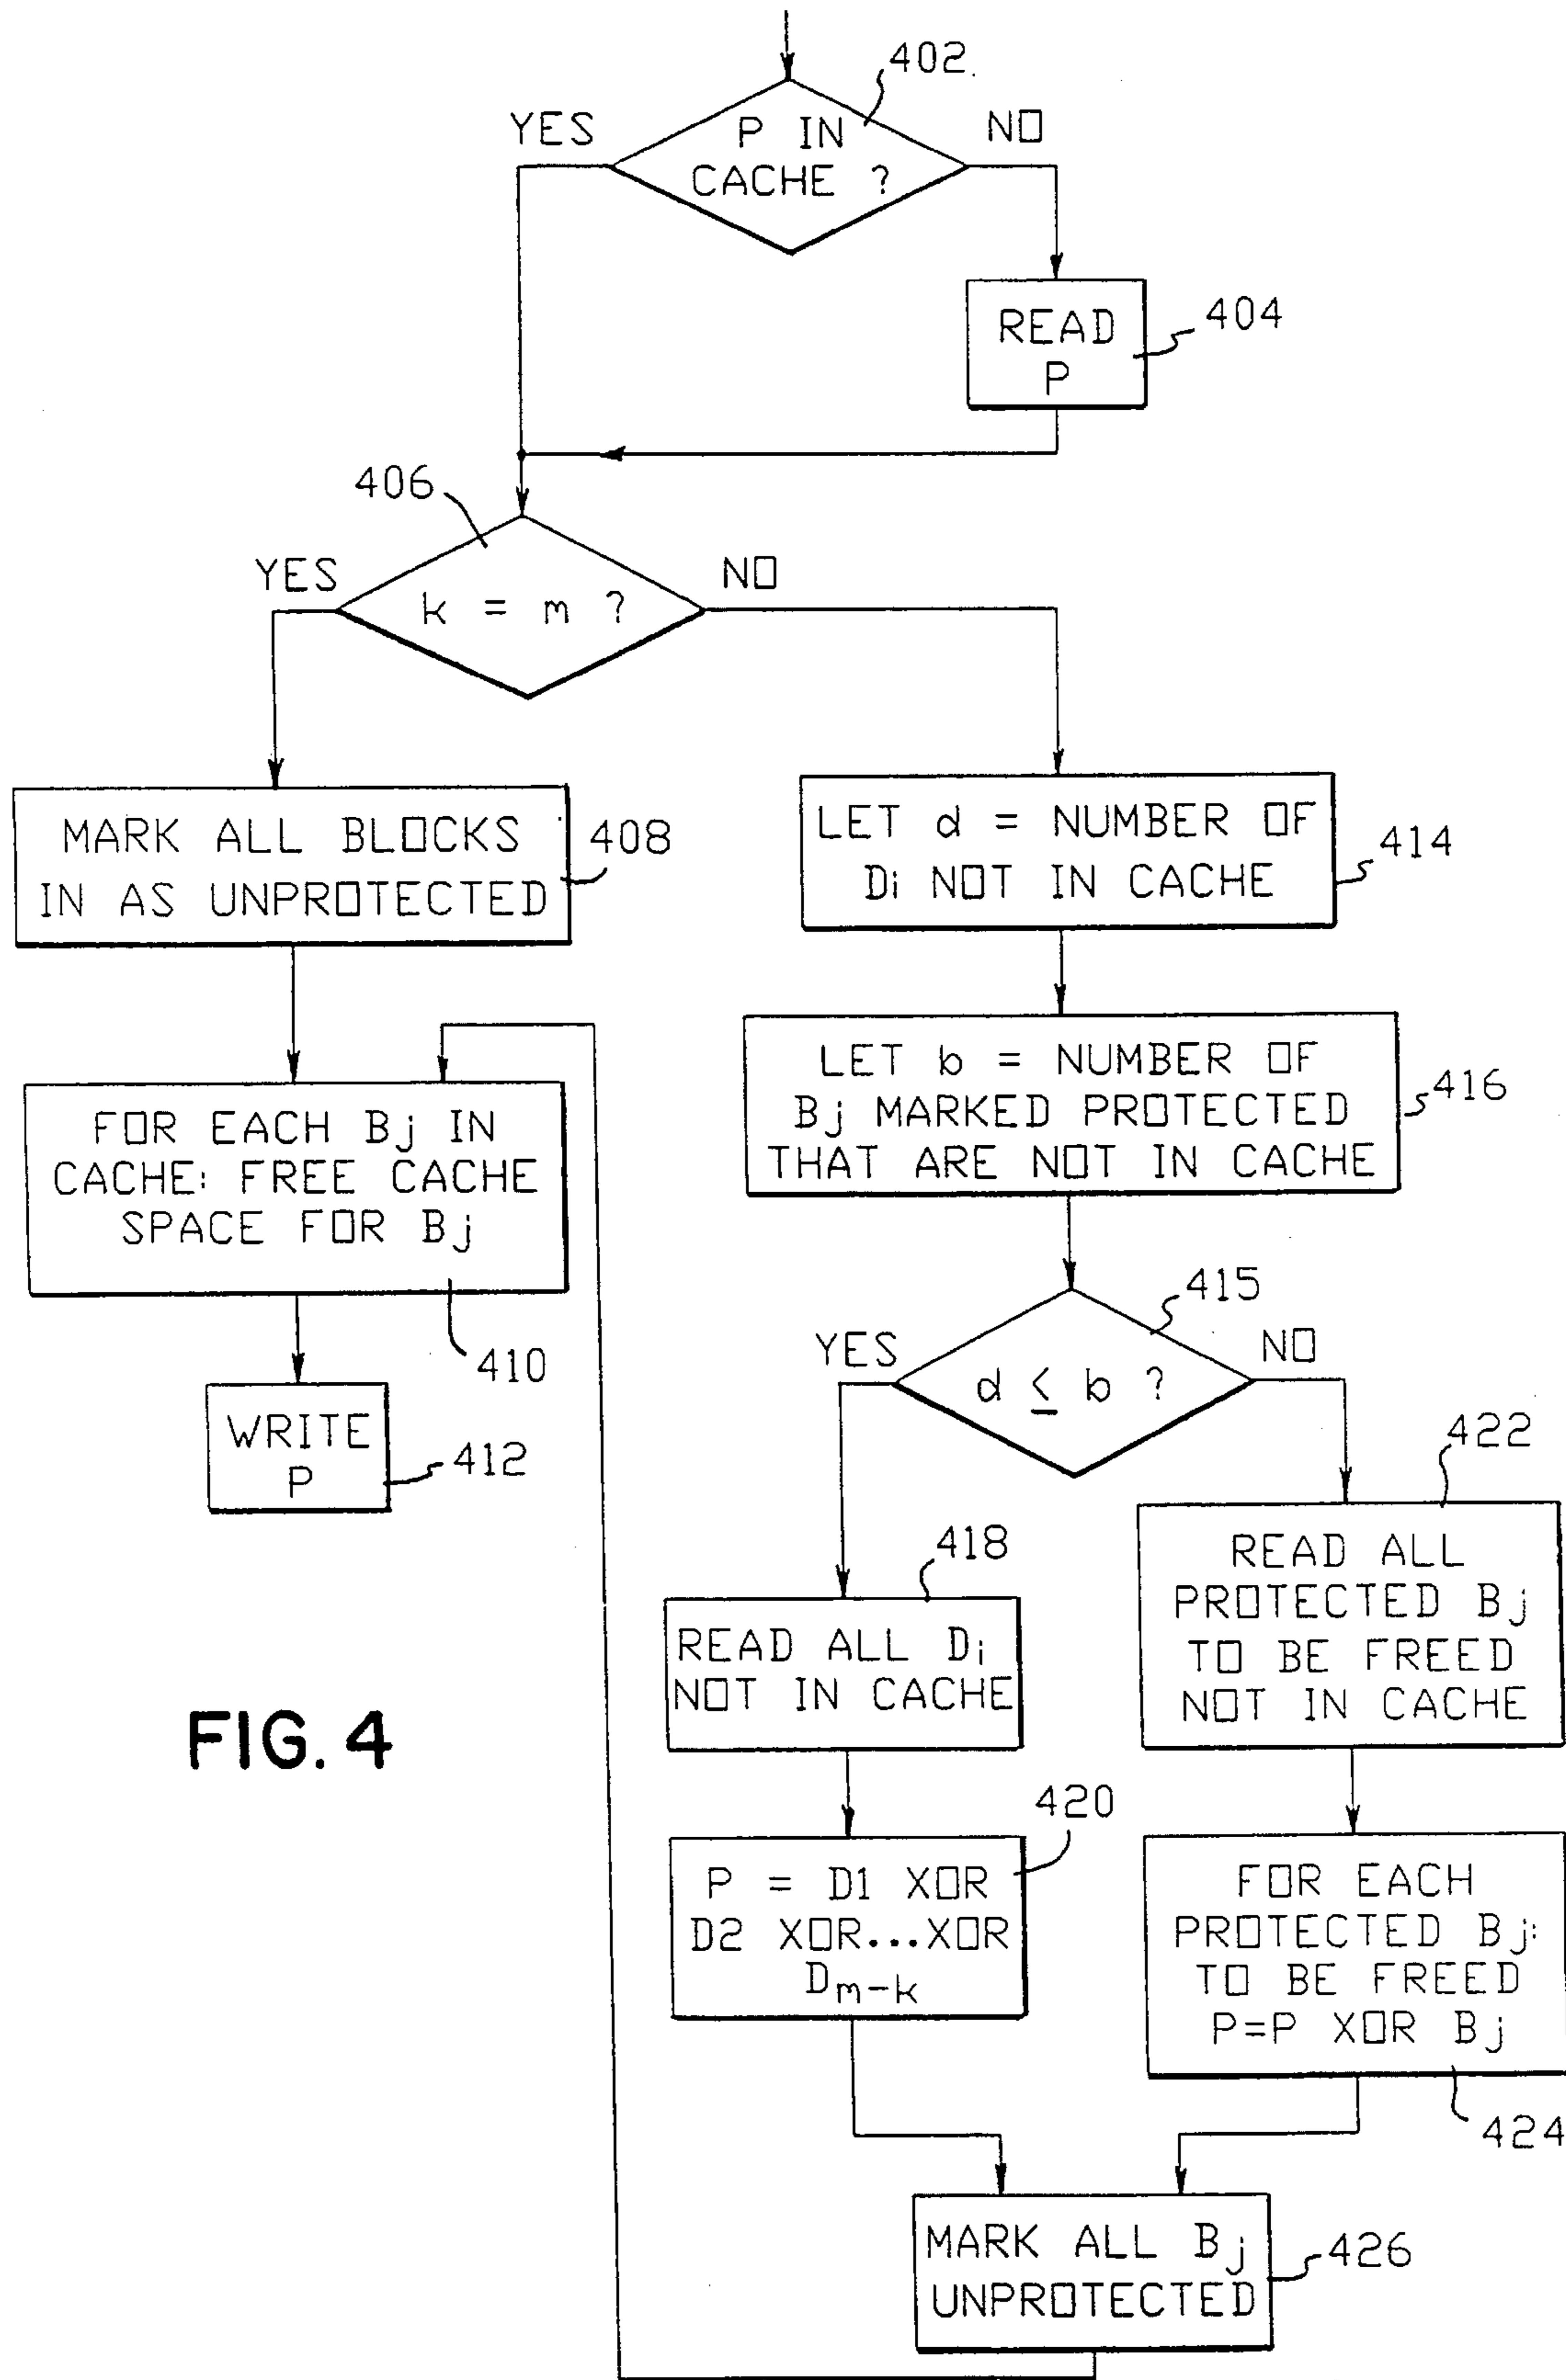 402
YES
P IN
CACHE ?
NO
READ
P
404
406
YES
k = m ?
NO
MARK ALL BLOCKS
IN AS UNPROTECTED
408
LET d = NUMBER OF
Di NOT IN CACHE
414
FOR EACH Bj IN
CACHE: FREE CACHE
SPACE FOR Bj
410
LET b = NUMBER OF
Bj MARKED PROTECTED
THAT ARE NOT IN CACHE
416
WRITE
P
412
415
YES
d ≤ b ?
NO
418
READ ALL Di
NOT IN CACHE
422
READ ALL
PROTECTED Bj
TO BE FREED
NOT IN CACHE
FIG. 4
420
P = D1 XOR
D2 XOR...XOR
Dm-k
FOR EACH
PROTECTED Bj:
TO BE FREED
P=P XOR Bj
424
MARK ALL Bj
UNPROTECTED
426